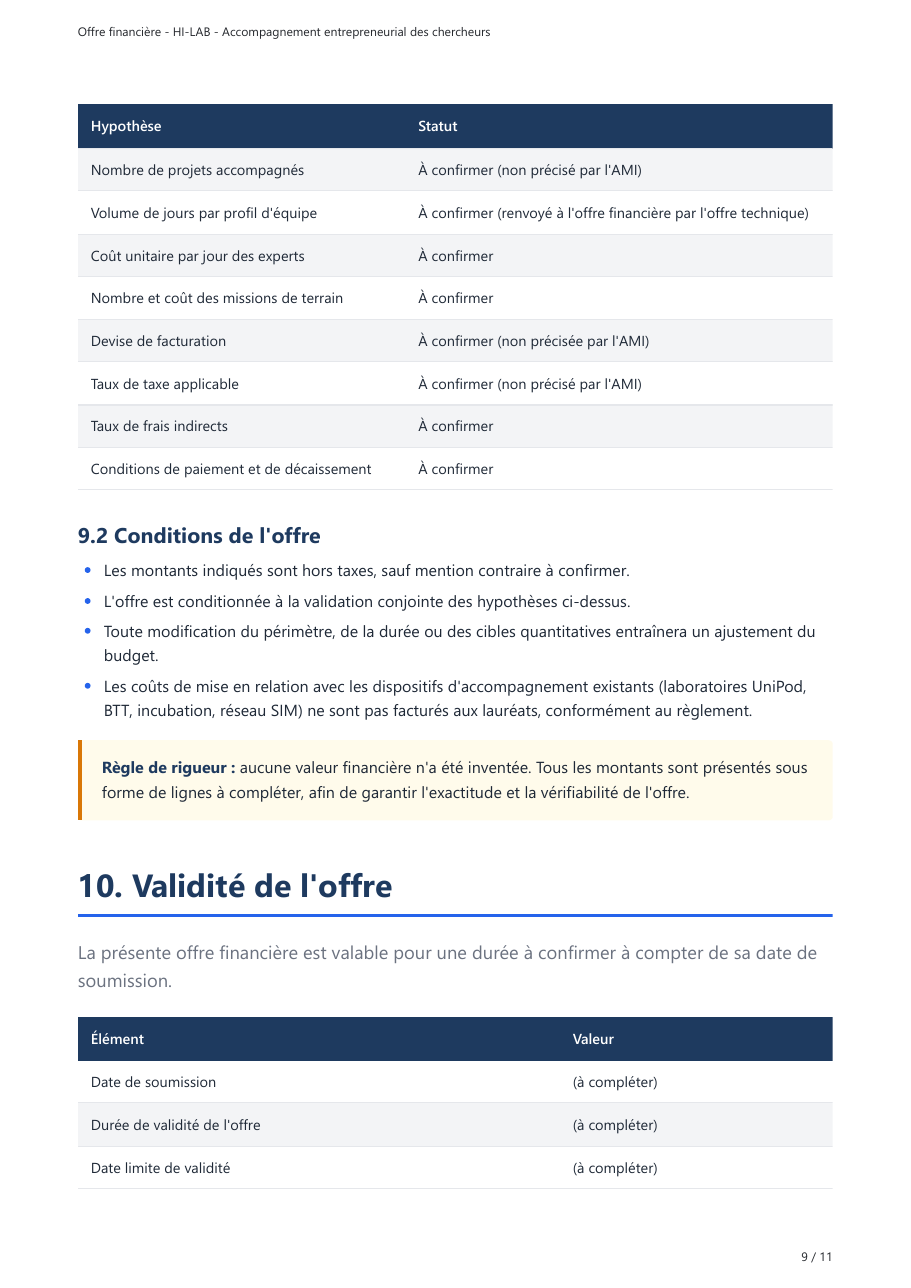 Offre financière - HI-LAB - Accompagnement entrepreneurial des chercheurs
Hypothèse Statut
Nombre de projets accompagnés À confirmer (non précisé par l'AMI)
Volume de jours par profil d'équipe À confirmer (renvoyé à l'offre financière par l'offre technique)
Coût unitaire par jour des experts À confirmer
Nombre et coût des missions de terrain À confirmer
Devise de facturation À confirmer (non précisée par l'AMI)
Taux de taxe applicable À confirmer (non précisé par l'AMI)
Taux de frais indirects À confirmer
Conditions de paiement et de décaissement À confirmer
9.2 Conditions de l'offre
• Les montants indiqués sont hors taxes, sauf mention contraire à confirmer.
• L'offre est conditionnée à la validation conjointe des hypothèses ci-dessus.
• Toute modification du périmètre, de la durée ou des cibles quantitatives entraînera un ajustement du
budget.
• Les coûts de mise en relation avec les dispositifs d'accompagnement existants (laboratoires UniPod,
BTT, incubation, réseau SIM) ne sont pas facturés aux lauréats, conformément au règlement.
Règle de rigueur : aucune valeur financière n'a été inventée. Tous les montants sont présentés sous
forme de lignes à compléter, afin de garantir l'exactitude et la vérifiabilité de l'offre.
10. Validité de l'offre
La présente offre financière est valable pour une durée à confirmer à compter de sa date de
soumission.
Élément Valeur
Date de soumission (à compléter)
Durée de validité de l'offre (à compléter)
Date limite de validité (à compléter)
9 / 11